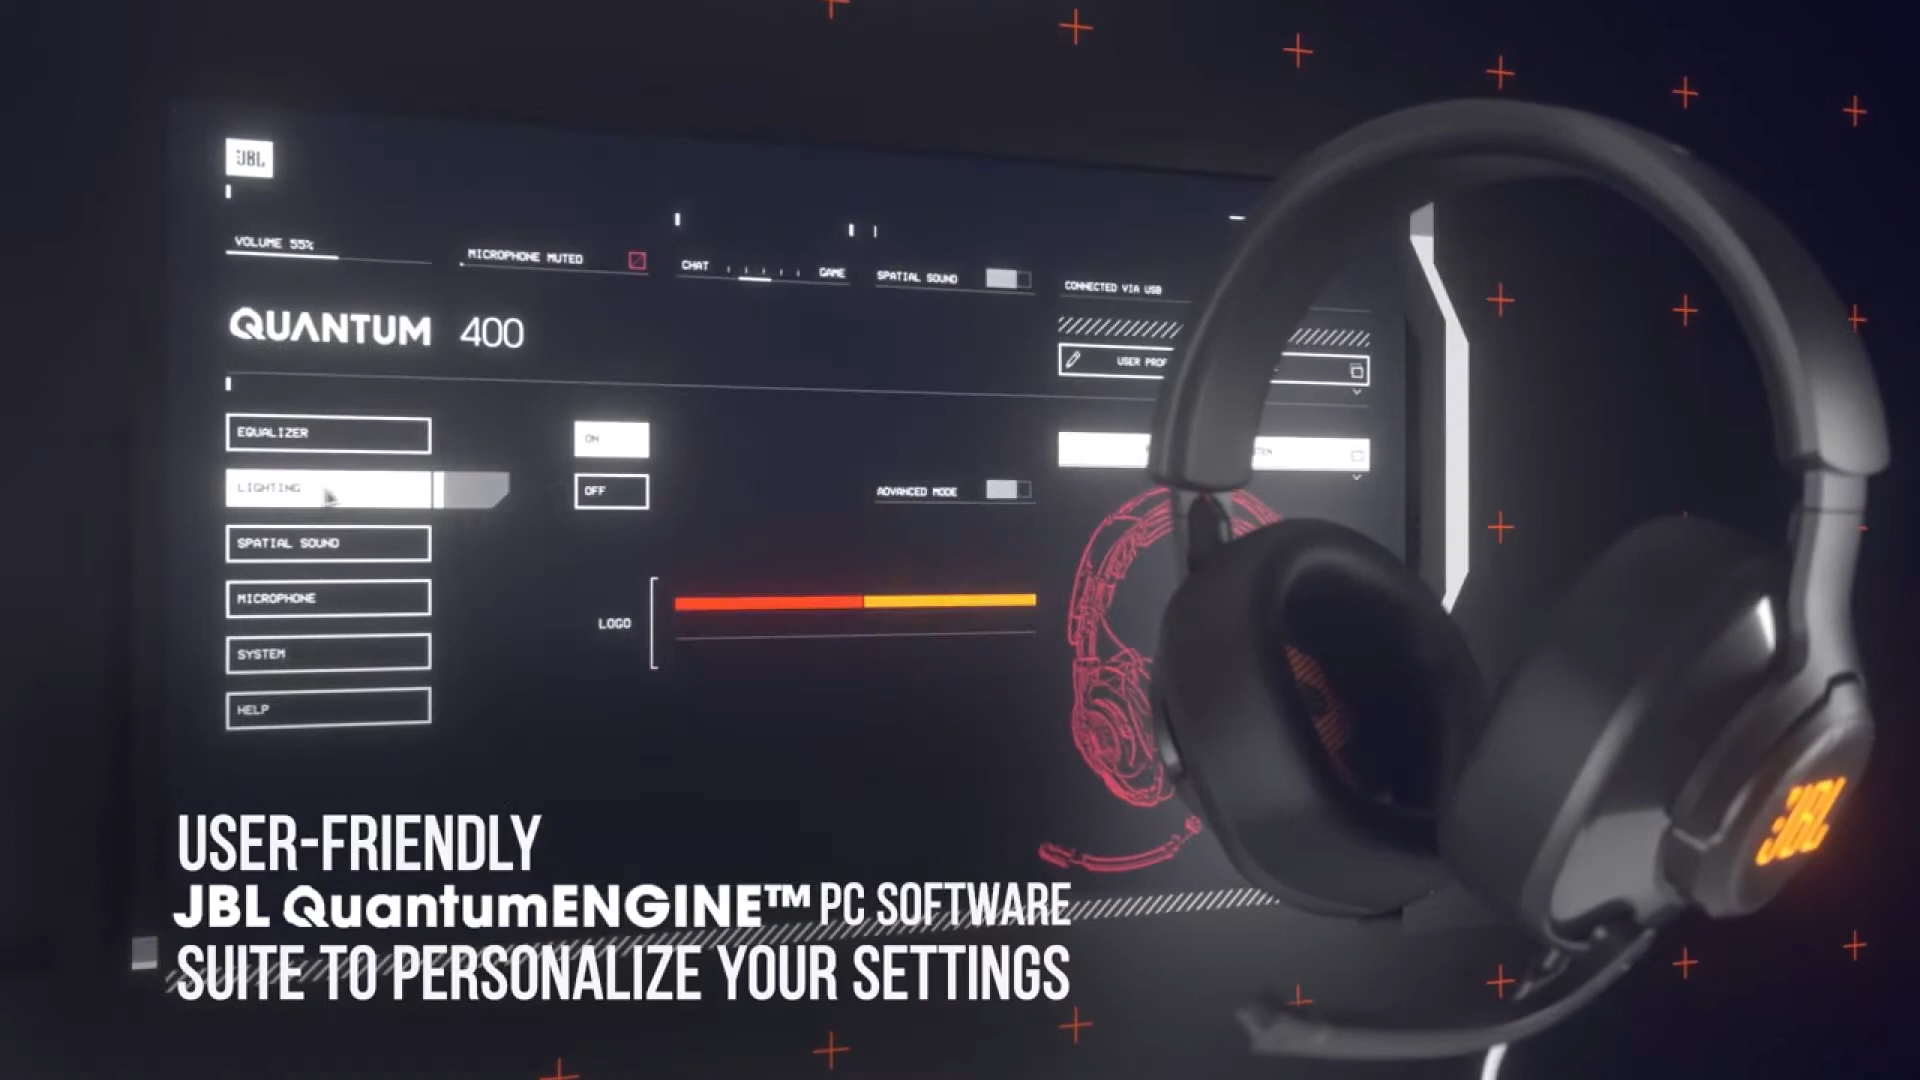 JBL
VOLUME 55%
MICROPHONE MUTED
CHAT
GAME
SPATIAL SOUND
CONNECTED VIA USB
QUANTUM 400
USER PROF
EQUALIZER
ON
LIGHTING
OFF
ADVANCED MODE
SPATIAL SOUND
MICROPHONE
LOGO
SYSTEM
HELP
JBL
USER-FRIENDLY
JBL QuantumENGINE™ PC SOFTWARE
SUITE TO PERSONALIZE YOUR SETTINGS